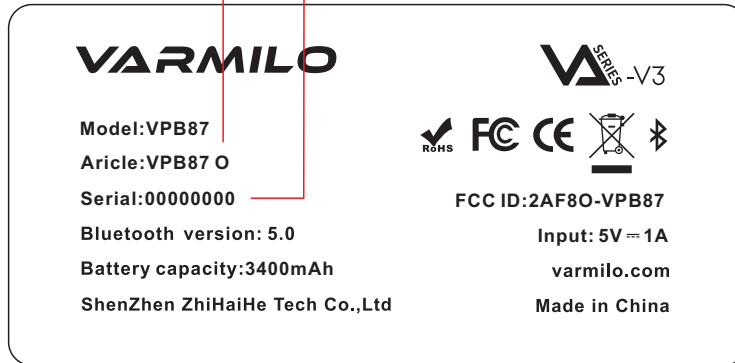 VARMILO
VA SERIES -V3
Model:VPB87
Aricle:VPB87 O
Serial:00000000
Bluetooth version: 5.0
Battery capacity:3400mAh
ShenZhen ZhiHaiHe Tech Co.,Ltd
RoHS FC CE
FCC ID:2AF8O-VPB87
Input: 5V⎓1A
varmilo.com
Made in China